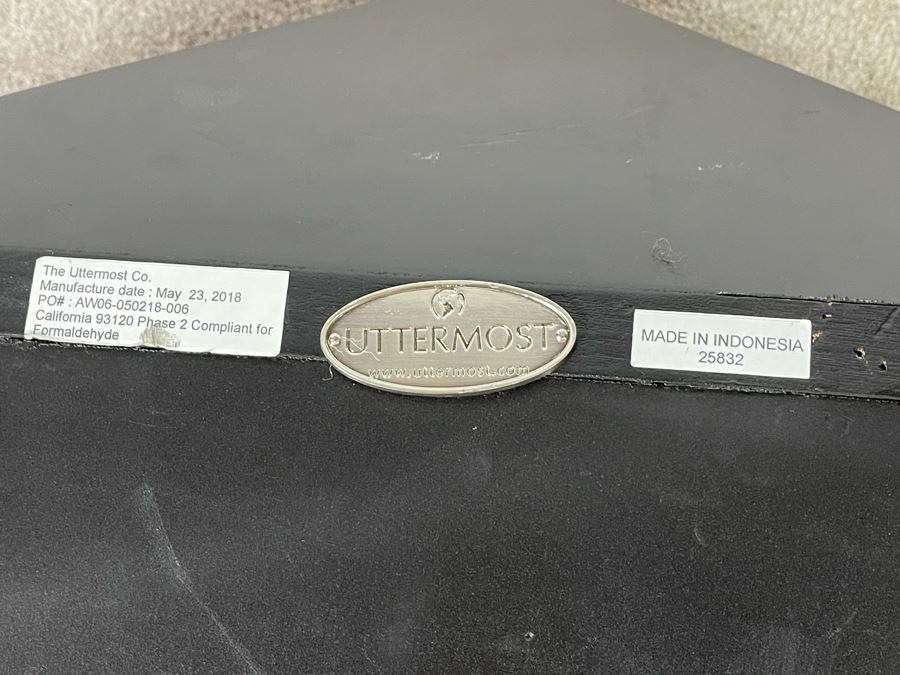 The Uttermost Co.
Manufacture date : May 23, 2018
PO# : AW06-050218-006
California 93120 Phase 2 Compliant for
Formaldehyde
UTTERMOST
www.uttermost.com
MADE IN INDONESIA
25832